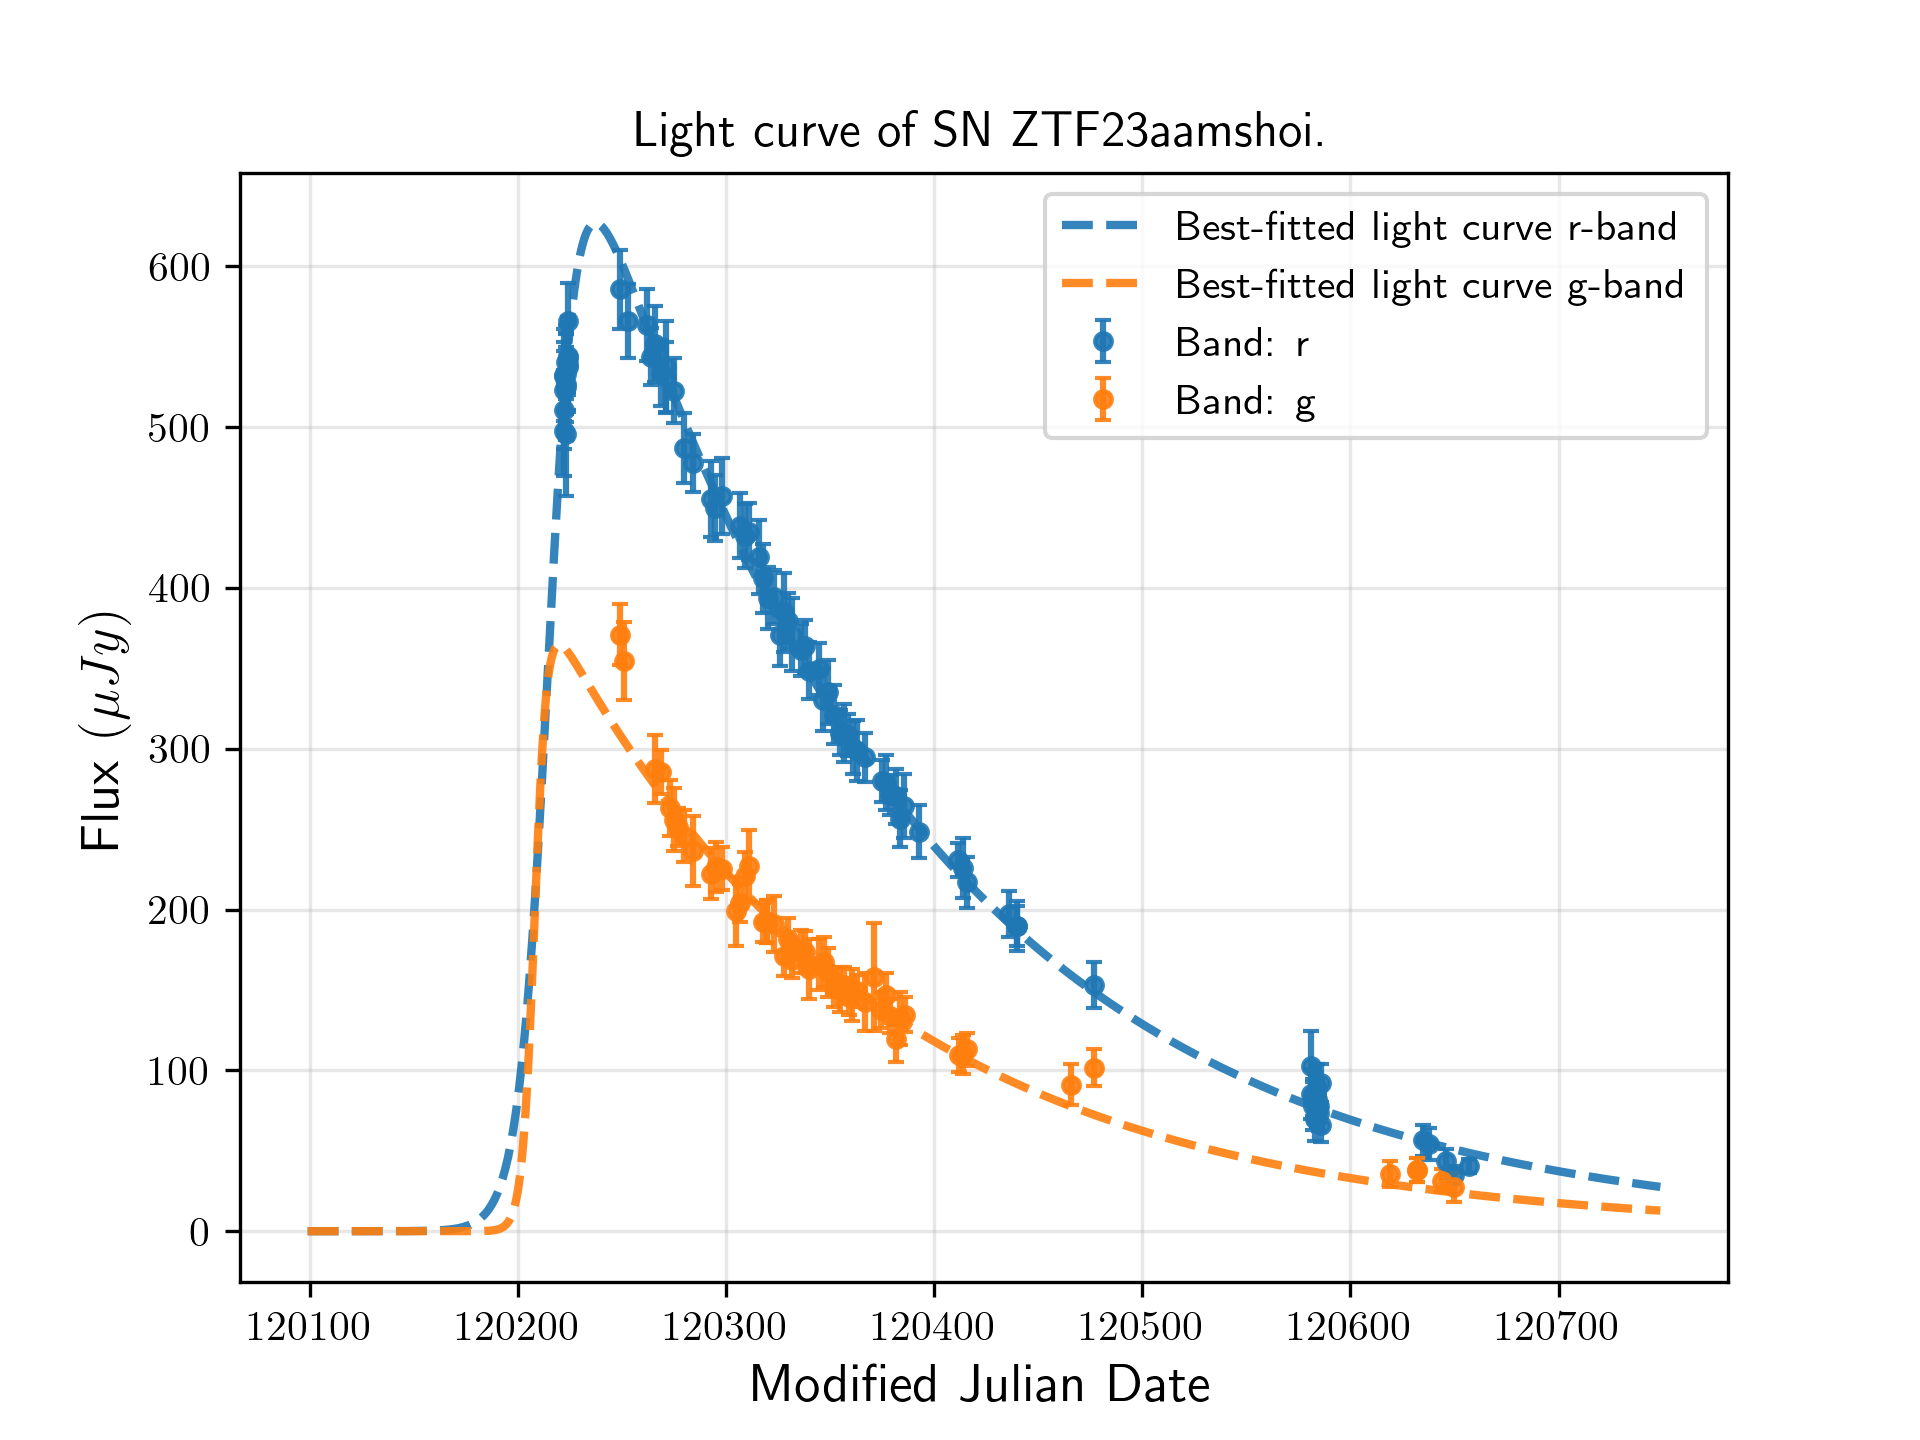 Light curve of SN ZTF23aamshoi.
Best-fitted light curve r-band
Best-fitted light curve g-band
Band: r
Band: g
Flux (μJy)
600
500
400
300
200
100
0
120100 120200 120300 120400 120500 120600 120700
Modified Julian Date